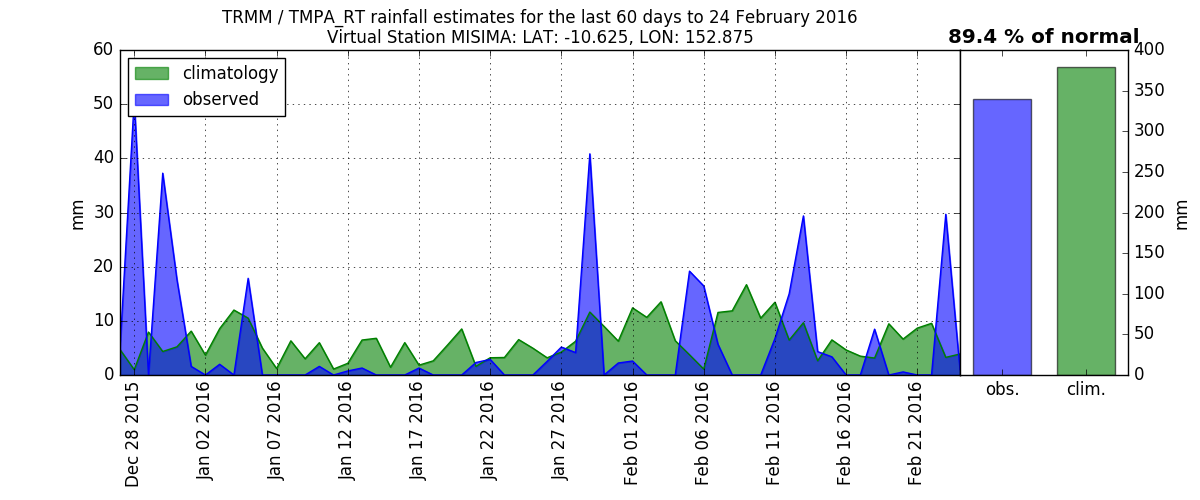 TRMM / TMPA_RT rainfall estimates for the last 60 days to 24 February 2016
Virtual Station MISIMA: LAT: -10.625, LON: 152.875
89.4 % of normal
climatology
observed
60
50
40
30
20
10
0
mm
Dec 28 2015
Jan 02 2016
Jan 07 2016
Jan 12 2016
Jan 17 2016
Jan 22 2016
Jan 27 2016
Feb 01 2016
Feb 06 2016
Feb 11 2016
Feb 16 2016
Feb 21 2016
400
350
300
250
200
150
100
50
0
mm
obs.
clim.